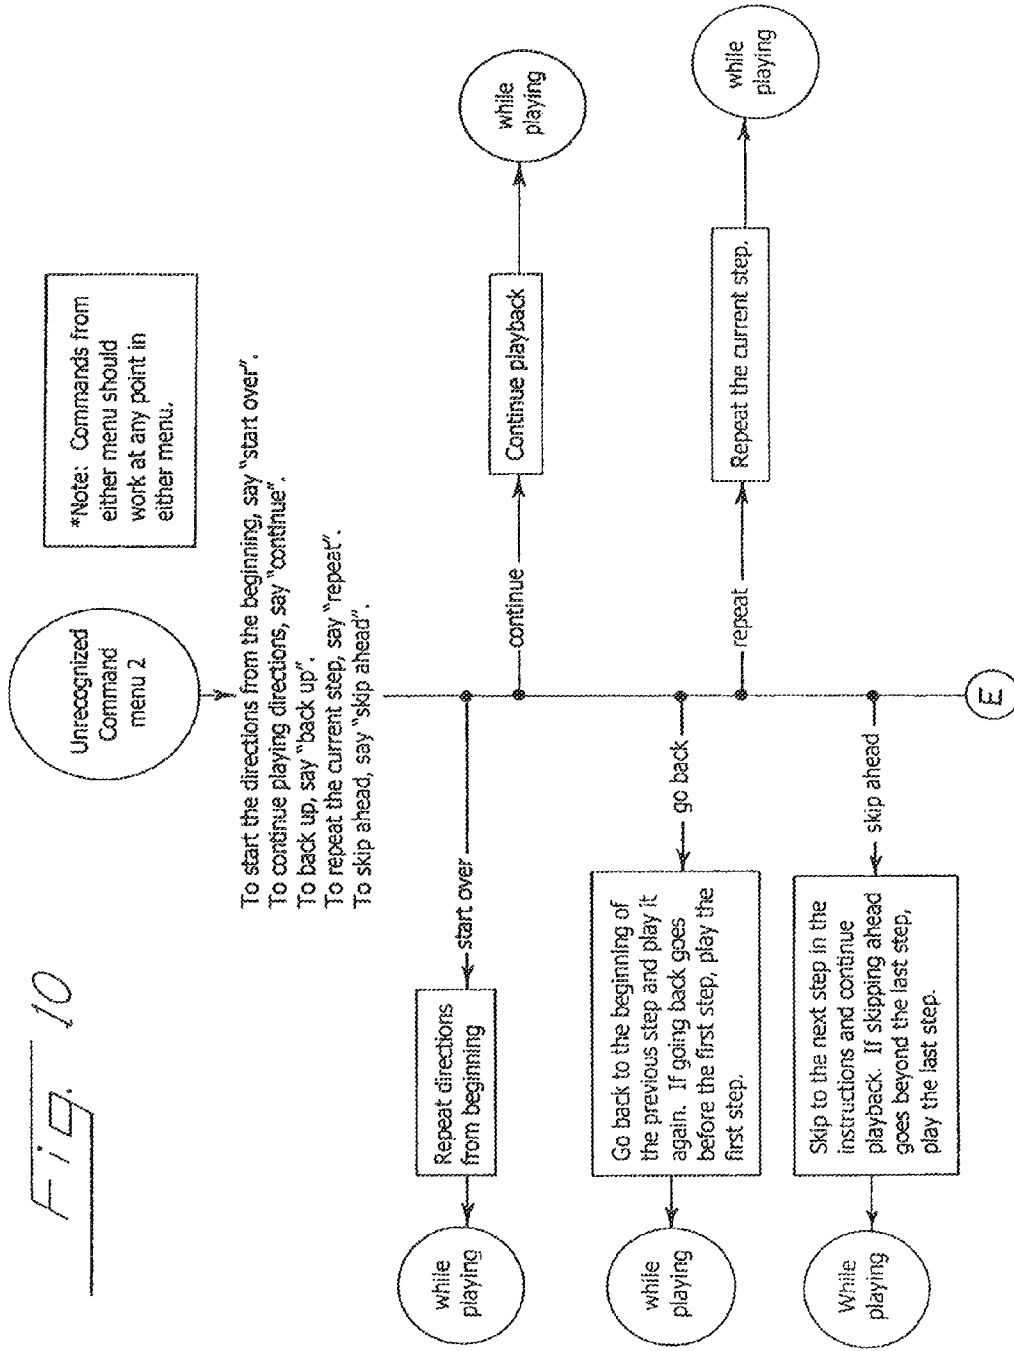 Fig. 10
Unrecognized
Command
menu 2
*Note: Commands from
either menu should
work at any point in
either menu.
To start the directions from the beginning, say "start over".
To continue playing directions, say "continue".
To back up, say "back up".
To repeat the current step, say "repeat".
To skip ahead, say "skip ahead".
while
playing
Repeat directions
from beginning
start over
continue
Continue playback
while
playing
while
playing
Go back to the beginning of
the previous step and play it
again. If going back goes
before the first step, play the
first step.
go back
repeat
Repeat the current step.
while
playing
While
playing
Skip to the next step in the
instructions and continue
playback. If skipping ahead
goes beyond the last step,
play the last step.
skip ahead
E